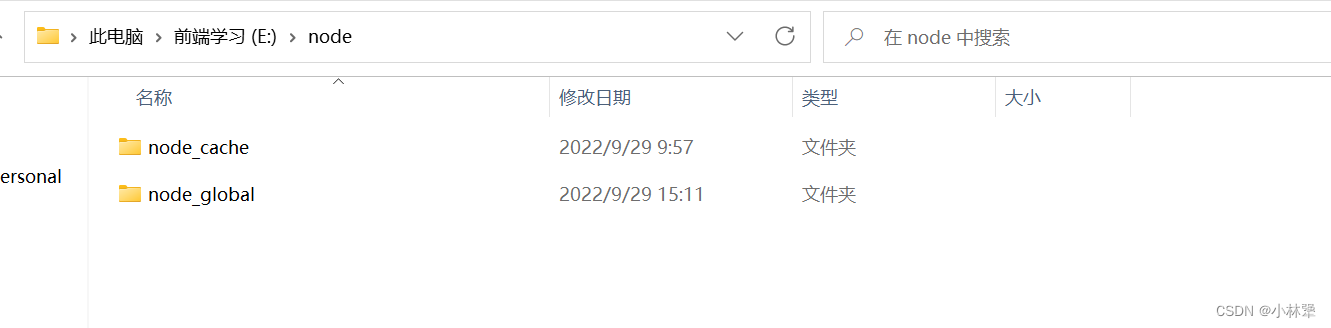 此电脑 > 前端学习 (E:) > node
在 node 中搜索
名称 修改日期 类型 大小
node_cache 2022/9/29 9:57 文件夹
ersonal
node_global 2022/9/29 15:11 文件夹
CSDN @小林犟